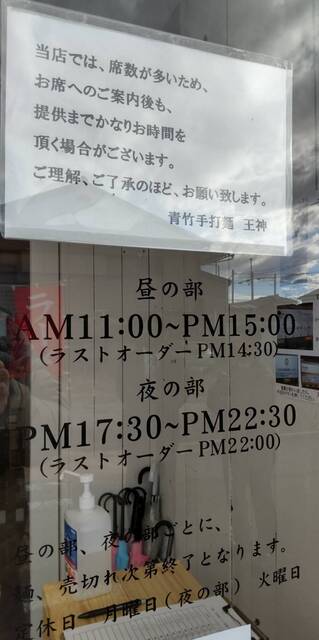 当店では、席数が多いため、
お席へのご案内後も、
提供までかなりお時間を
頂く場合がございます。
ご理解、ご了承のほど、お願い致します。
青竹手打麺 王神
昼の部
AM11:00~PM15:00
(ラストオーダーPM14:30)
夜の部
PM17:30~PM22:30
(ラストオーダーPM22:00)
昼の部、夜の部ごとに、
麺、売切れ次第終了となります。
定休日 月曜日(夜の部) 火曜日